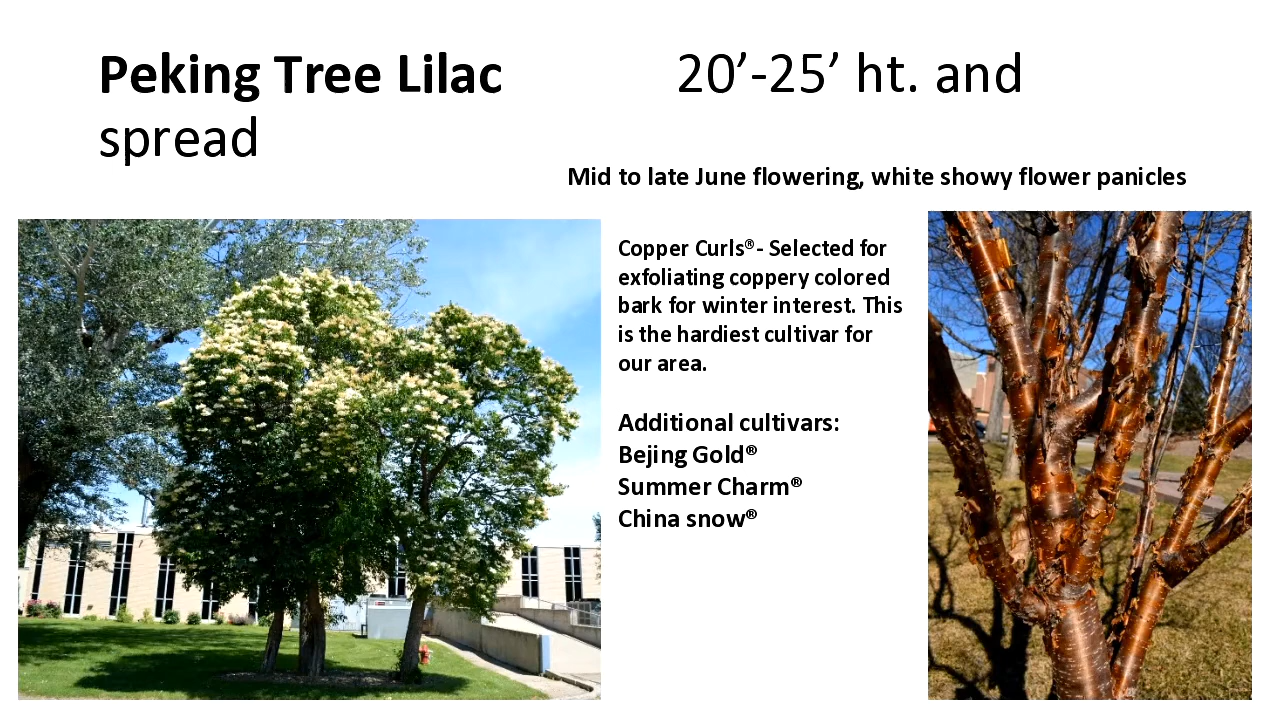 Peking Tree Lilac 20’-25’ ht. and
spread
Mid to late June flowering, white showy flower panicles
Copper Curls®- Selected for
exfoliating coppery colored
bark for winter interest. This
is the hardiest cultivar for
our area.
Additional cultivars:
Bejing Gold®
Summer Charm®
China snow®